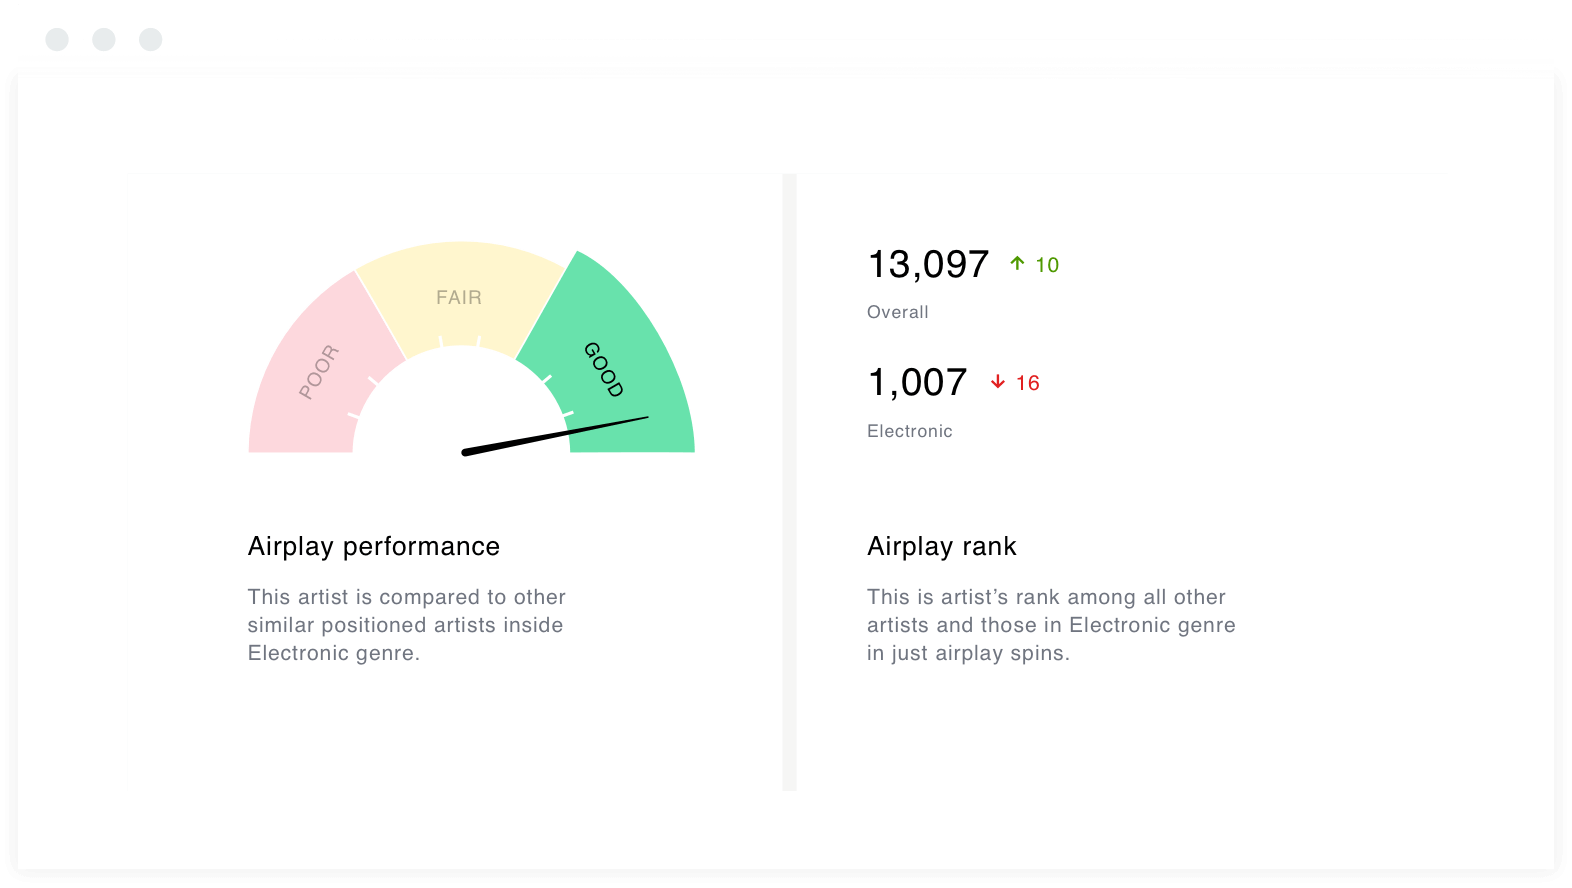 POOR
FAIR
GOOD
Airplay performance
This artist is compared to other
similar positioned artists inside
Electronic genre.
13,097 ↑ 10
Overall
1,007 ↓ 16
Electronic
Airplay rank
This is artist’s rank among all other
artists and those in Electronic genre
in just airplay spins.